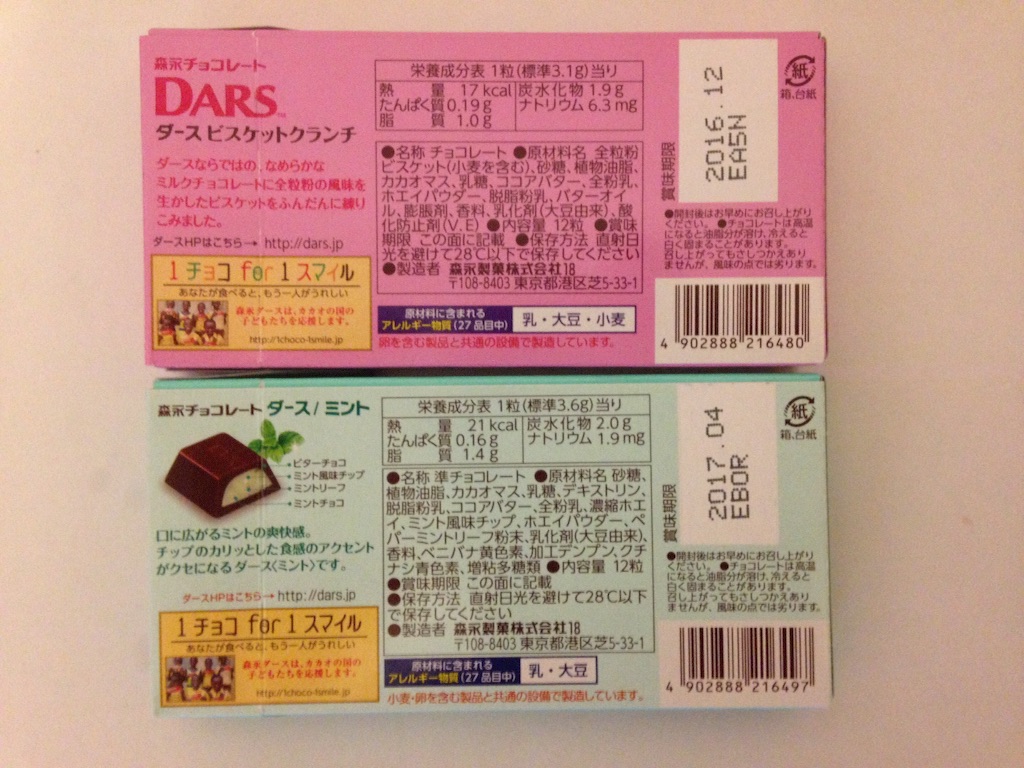 森永チョコレート
DARS
ダース ビスケットクランチ
ダースならではの、なめらかな
ミルクチョコレートに全粒粉の風味を
生かしたビスケットをふんだんに練り
こみました。
ダースHPはこちら→ http://dars.jp
1 チョコ for 1 スマイル
あなたが食べると、もう一人がうれしい
森永ダースは、カカオの国の
子どもたちを応援します。
http://1choco-1smile.jp
栄養成分表 1粒(標準3.1g)当り
熱量 17 kcal 炭水化物 1.9 g
たんぱく質 0.19 g ナトリウム 6.3 mg
脂質 1.0 g
●名称 チョコレート ●原材料名 全粒粉
ビスケット(小麦を含む)、砂糖、植物油脂、
カカオマス、乳糖、ココアバター、全粉乳、
ホエイパウダー、脱脂粉乳、バターオイ
ル、膨脹剤、香料、乳化剤(大豆由来)、酸
化防止剤(V.E) ●内容量 12粒 ●賞味
期限 この面に記載 ●保存方法 直射日
光を避けて28℃以下で保存してください
●製造者 森永製菓株式会社18
〒108-8403 東京都港区芝5-33-1
原材料に含まれる
アレルギー物質(27品目中)
乳・大豆・小麦
卵を含む製品と共通の設備で製造しています。
賞味期限
2016.12
EA5N
紙
箱、台紙
●開封後はお早めにお召し上がり
ください。●チョコレートは高温
になると油脂分が溶け、冷えると
白く固まることがあります。
召し上がってもさしつかえあり
ませんが、風味の点では劣ります。
4 902888 216480
森永チョコレート ダース/ミント
ビターチョコ
ミント風味チップ
ミントリーフ
ミントチョコ
口に広がるミントの爽快感。
チップのカリッとした食感のアクセント
がクセになるダース〈ミント〉です。
ダースHPはこちら→ http://dars.jp
1 チョコ for 1 スマイル
あなたが食べると、もう一人がうれしい
森永ダースは、カカオの国の
子どもたちを応援します。
http://1choco-1smile.jp
栄養成分表 1粒(標準3.6g)当り
熱量 21 kcal 炭水化物 2.0 g
たんぱく質 0.16 g ナトリウム 1.9 mg
脂質 1.4 g
●名称 準チョコレート ●原材料名 砂糖、
植物油脂、カカオマス、乳糖、デキストリン、
脱脂粉乳、ココアバター、全粉乳、濃縮ホエ
イ、ミント風味チップ、ホエイパウダー、ペ
パーミントリーフ粉末、乳化剤(大豆由来)、
香料、ベニバナ黄色素、加工デンプン、クチ
ナシ青色素、増粘多糖類 ●内容量 12粒
●賞味期限 この面に記載
●保存方法 直射日光を避けて28℃以下
で保存してください
●製造者 森永製菓株式会社18
〒108-8403 東京都港区芝5-33-1
原材料に含まれる
アレルギー物質(27品目中)
乳・大豆
小麦・卵を含む製品と共通の設備で製造しています。
賞味期限
2017.04
EBOR
紙
箱、台紙
●開封後はお早めにお召し上がり
ください。●チョコレートは高温
になると油脂分が溶け、冷えると
白く固まることがあります。
召し上がってもさしつかえあり
ませんが、風味の点では劣ります。
4 902888 216497